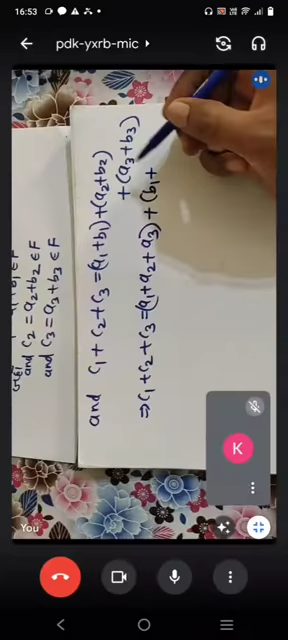 16:53
pdk-yxrb-mic
and c₂ = a₂+b₂ ∈ F
and c₃ = a₃+b₃ ∈ F
and c₁ + c₂ + c₃ = (a₁+b₁)+(a₂+b₂)
+(a₃+b₃)
⇒ c₁ + c₂ + c₃ = (a₁+a₂+a₃) + (b₁+
K
You